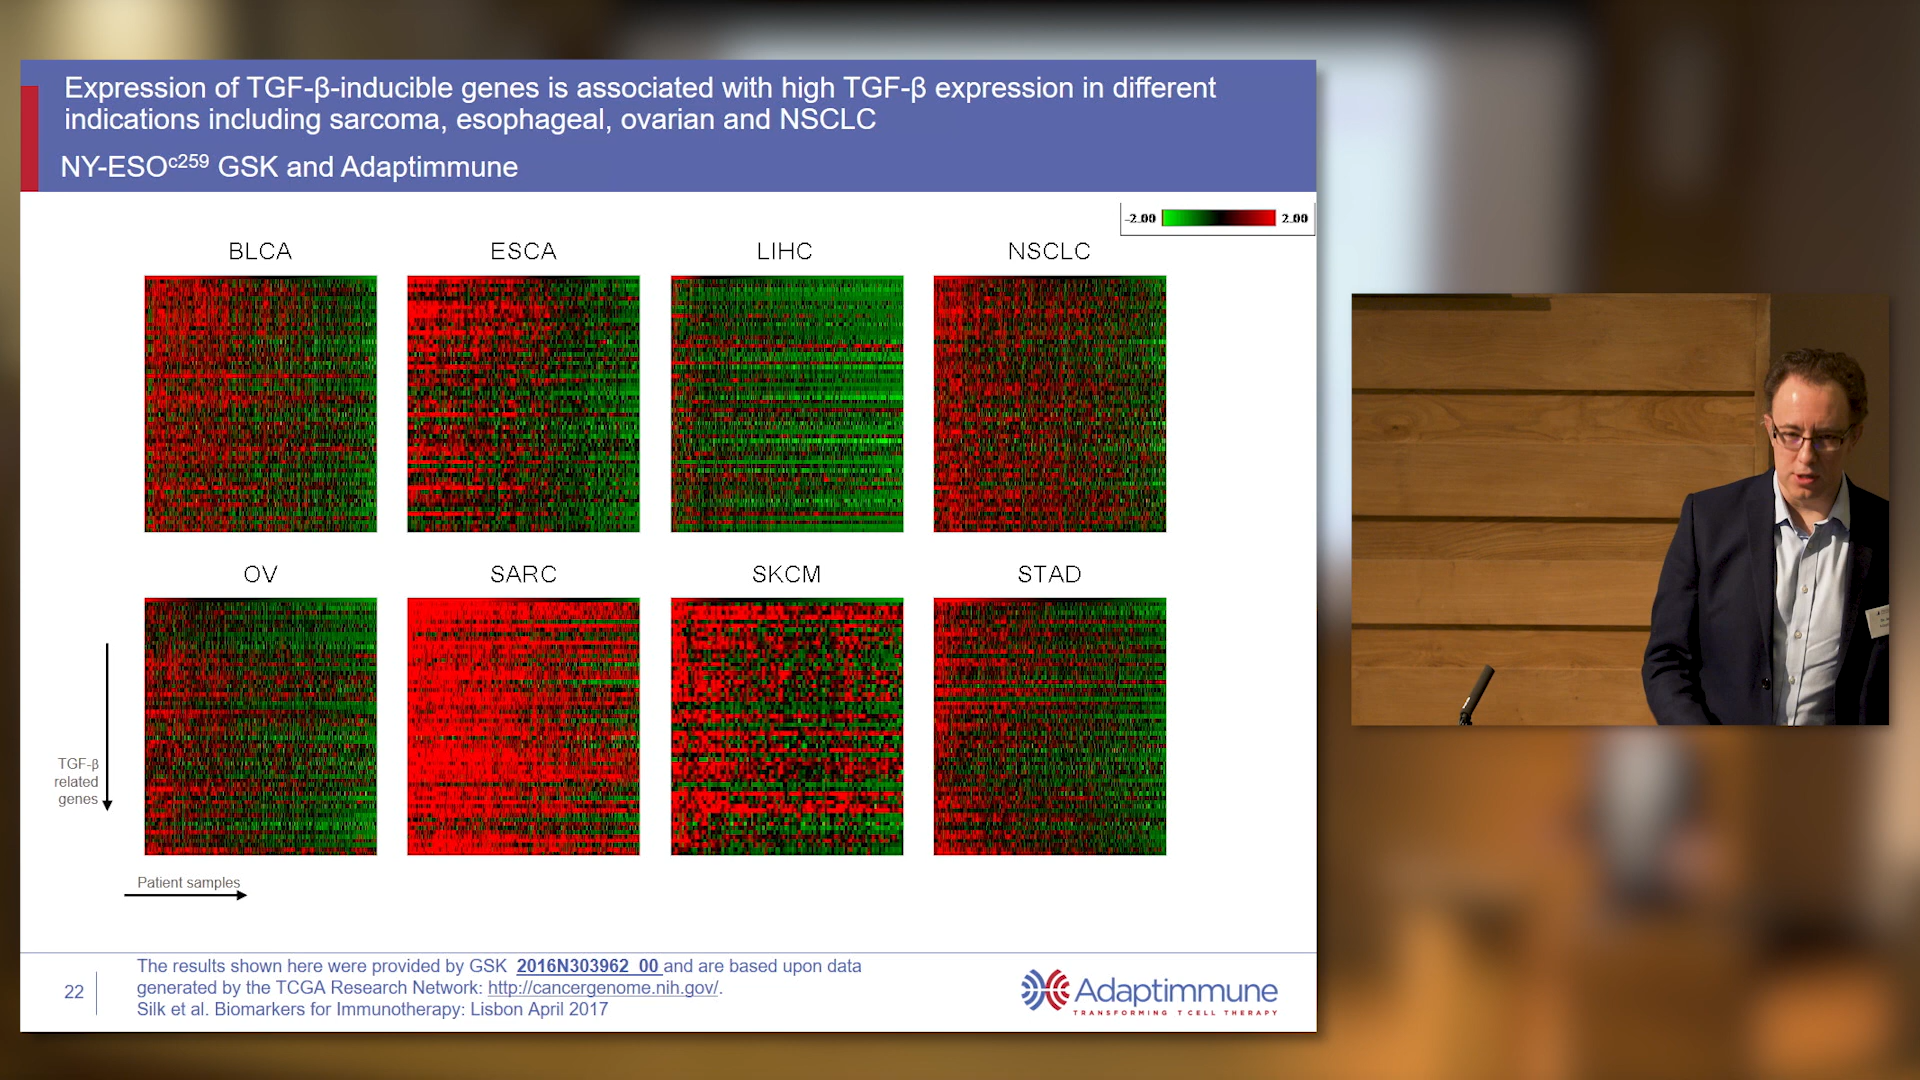 Expression of TGF-β-inducible genes is associated with high TGF-β expression in different
indications including sarcoma, esophageal, ovarian and NSCLC
NY-ESOc259 GSK and Adaptimmune
-2.00 2.00
BLCA ESCA LIHC NSCLC
OV SARC SKCM STAD
TGF-β
related
genes
Patient samples
The results shown here were provided by GSK 2016N303962_00 and are based upon data
generated by the TCGA Research Network: http://cancergenome.nih.gov/.
Silk et al. Biomarkers for Immunotherapy: Lisbon April 2017
22
Adaptimmune
TRANSFORMING T CELL THERAPY